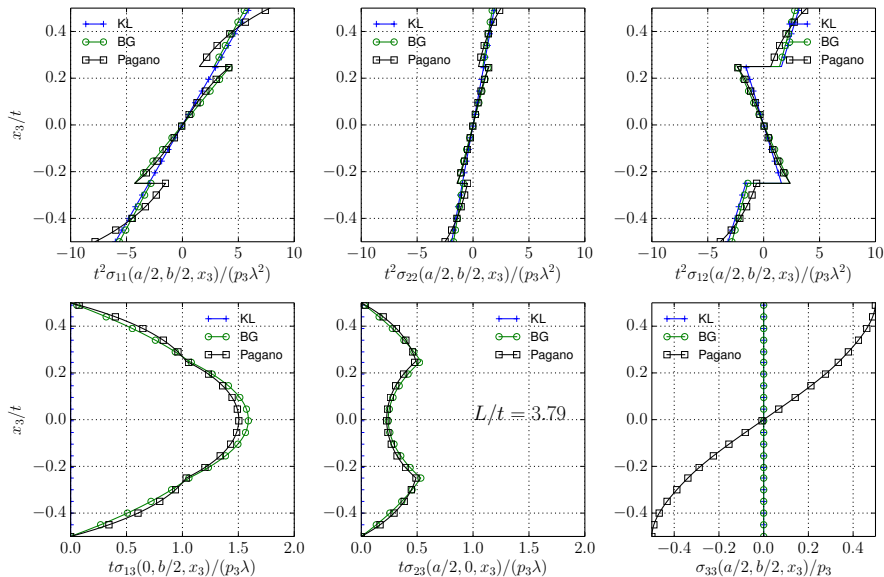 0.4
0.2
0.0
−0.2
−0.4
x₃/t
KL
BG
Pagano
−10 −5 0 5 10
t²σ₁₁(a/2, b/2, x₃)/(p₃λ²)
KL
BG
Pagano
−10 −5 0 5 10
t²σ₂₂(a/2, b/2, x₃)/(p₃λ²)
KL
BG
Pagano
−10 −5 0 5 10
t²σ₁₂(a/2, b/2, x₃)/(p₃λ²)
0.4
0.2
0.0
−0.2
−0.4
x₃/t
KL
BG
Pagano
0.0 0.5 1.0 1.5 2.0
tσ₁₃(0, b/2, x₃)/(p₃λ)
KL
BG
Pagano
L/t = 3.79
0.0 0.5 1.0 1.5 2.0
tσ₂₃(a/2, 0, x₃)/(p₃λ)
KL
BG
Pagano
−0.4 −0.2 0.0 0.2 0.4
σ₃₃(a/2, b/2, x₃)/p₃